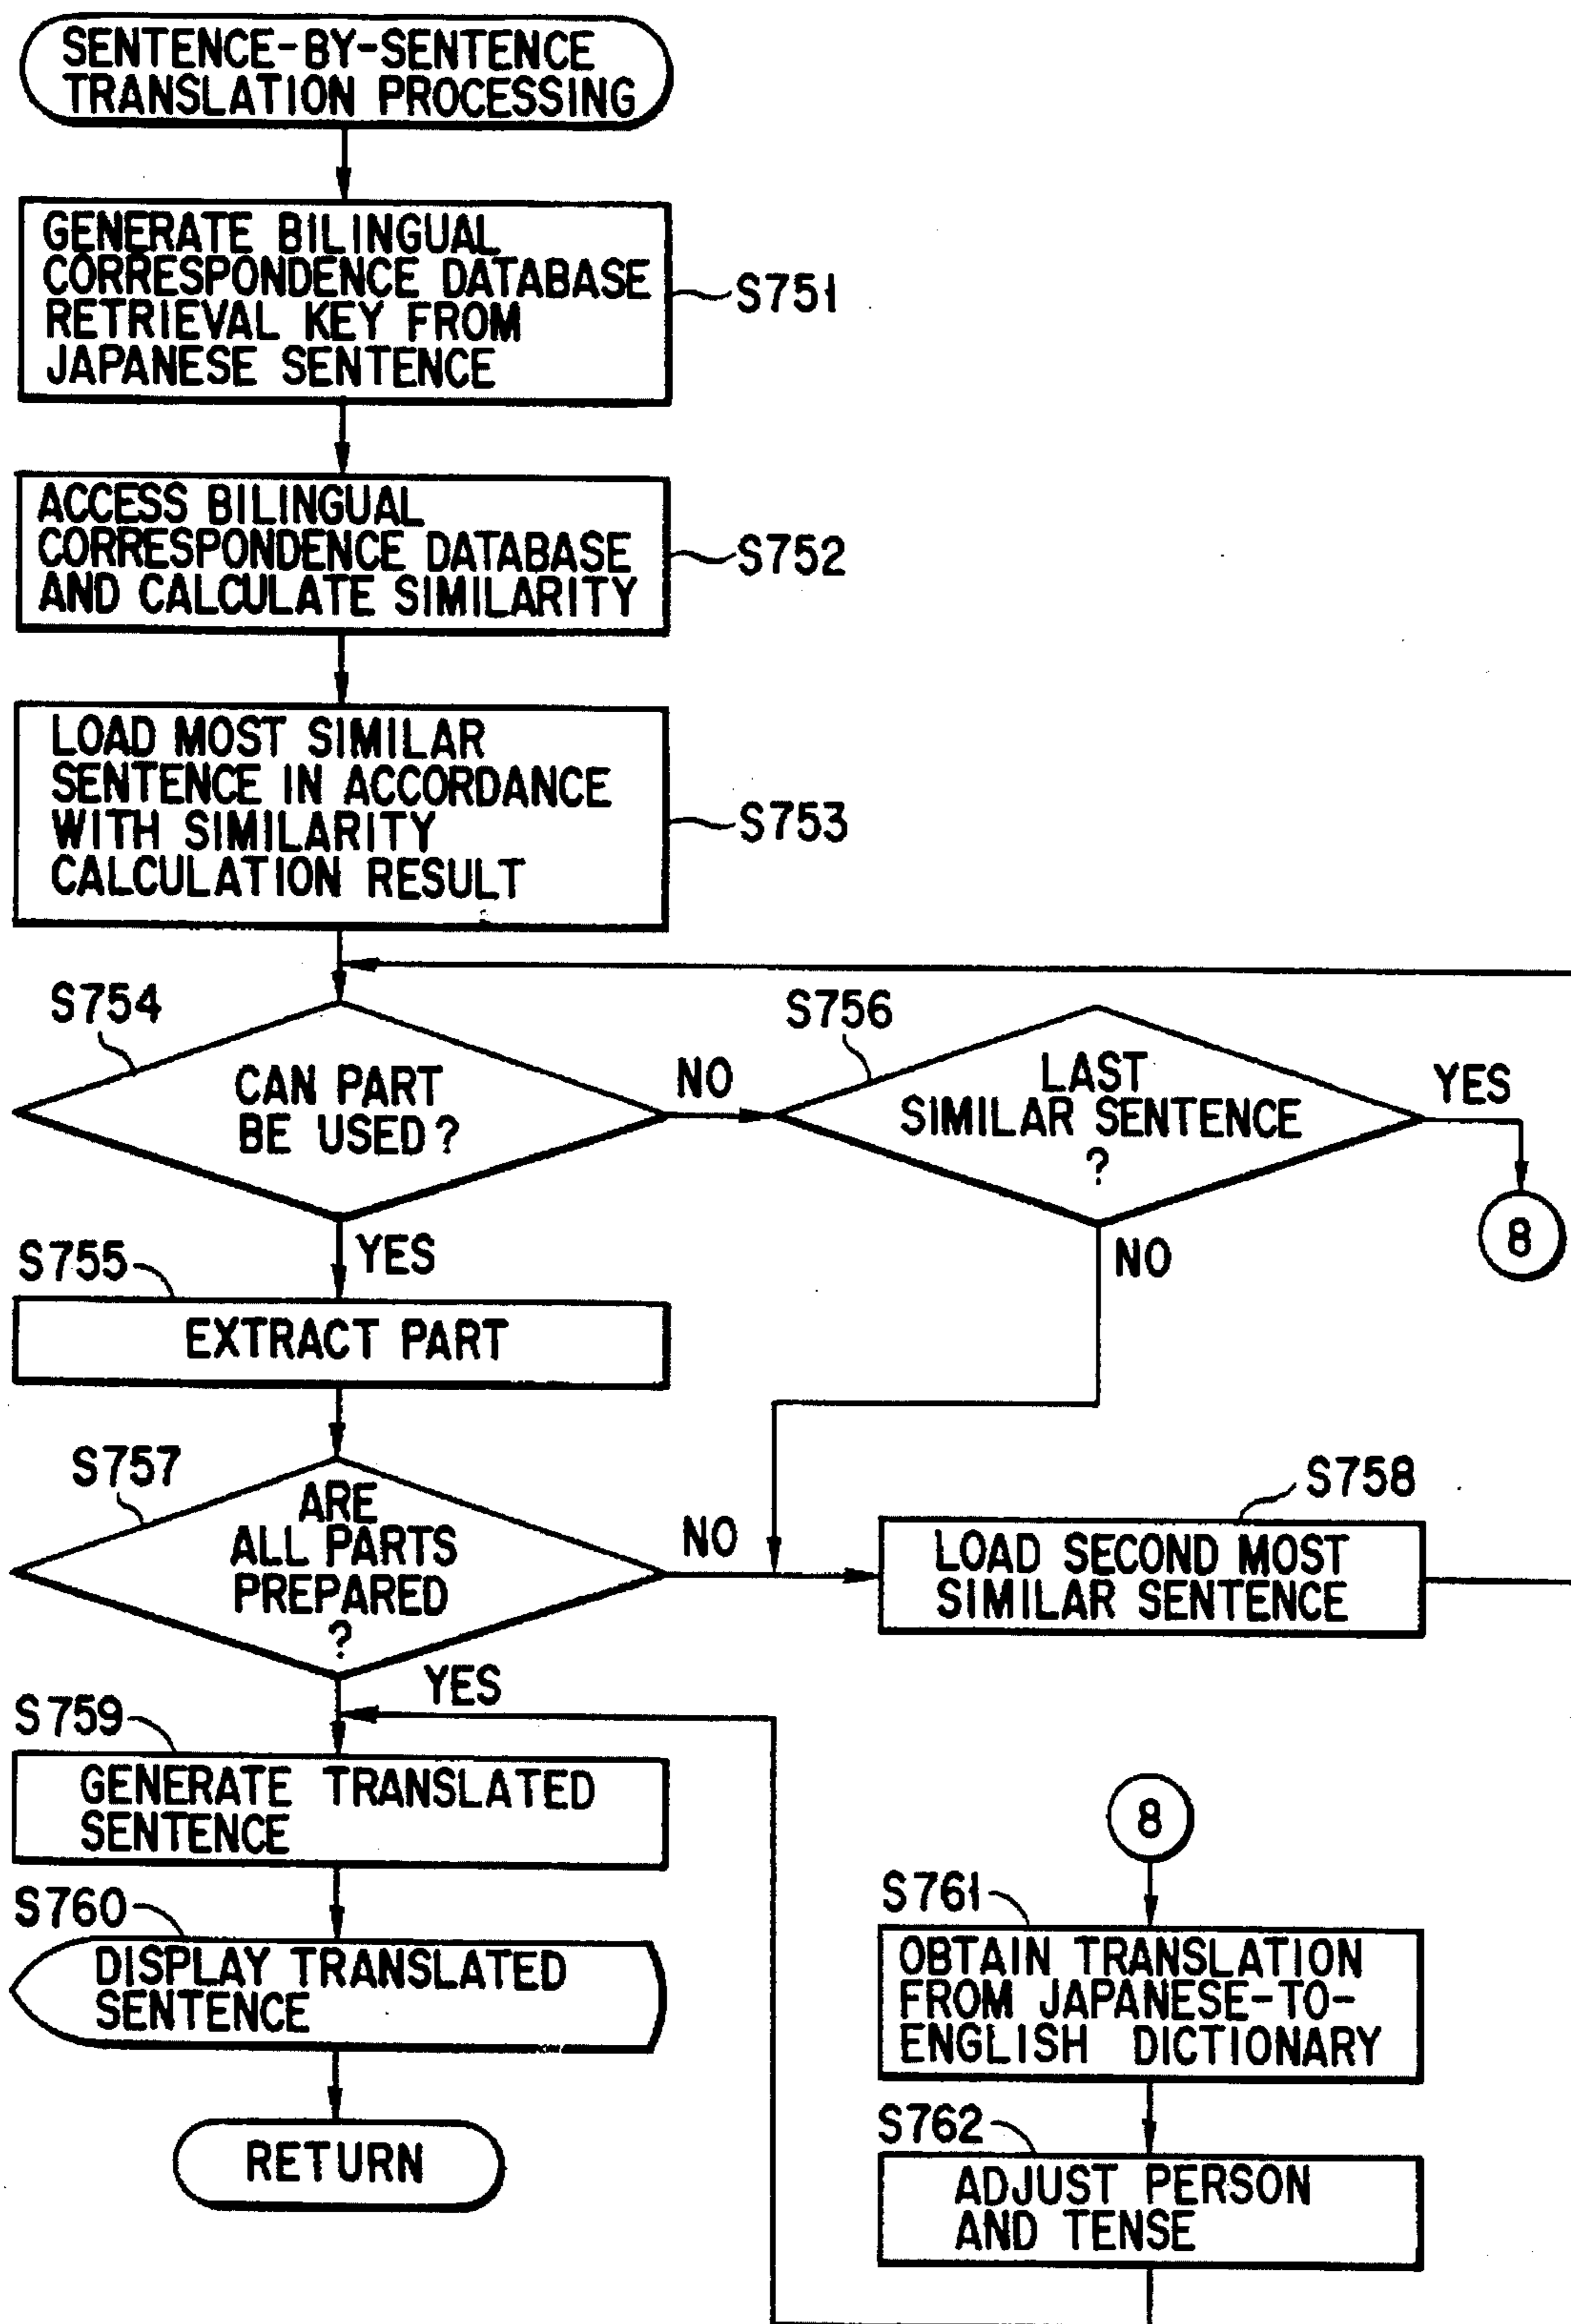 SENTENCE-BY-SENTENCE
TRANSLATION PROCESSING
GENERATE BILINGUAL
CORRESPONDENCE DATABASE
RETRIEVAL KEY FROM
JAPANESE SENTENCE
S751
ACCESS BILINGUAL
CORRESPONDENCE DATABASE
AND CALCULATE SIMILARITY
S752
LOAD MOST SIMILAR
SENTENCE IN ACCORDANCE
WITH SIMILARITY
CALCULATION RESULT
S753
S754
CAN PART
BE USED?
NO
YES
S756
LAST
SIMILAR SENTENCE
?
YES
8
NO
S755
EXTRACT PART
S757
ARE
ALL PARTS
PREPARED
?
NO
YES
S758
LOAD SECOND MOST
SIMILAR SENTENCE
S759
GENERATE TRANSLATED
SENTENCE
S760
DISPLAY TRANSLATED
SENTENCE
RETURN
8
S761
OBTAIN TRANSLATION
FROM JAPANESE-TO-
ENGLISH DICTIONARY
S762
ADJUST PERSON
AND TENSE